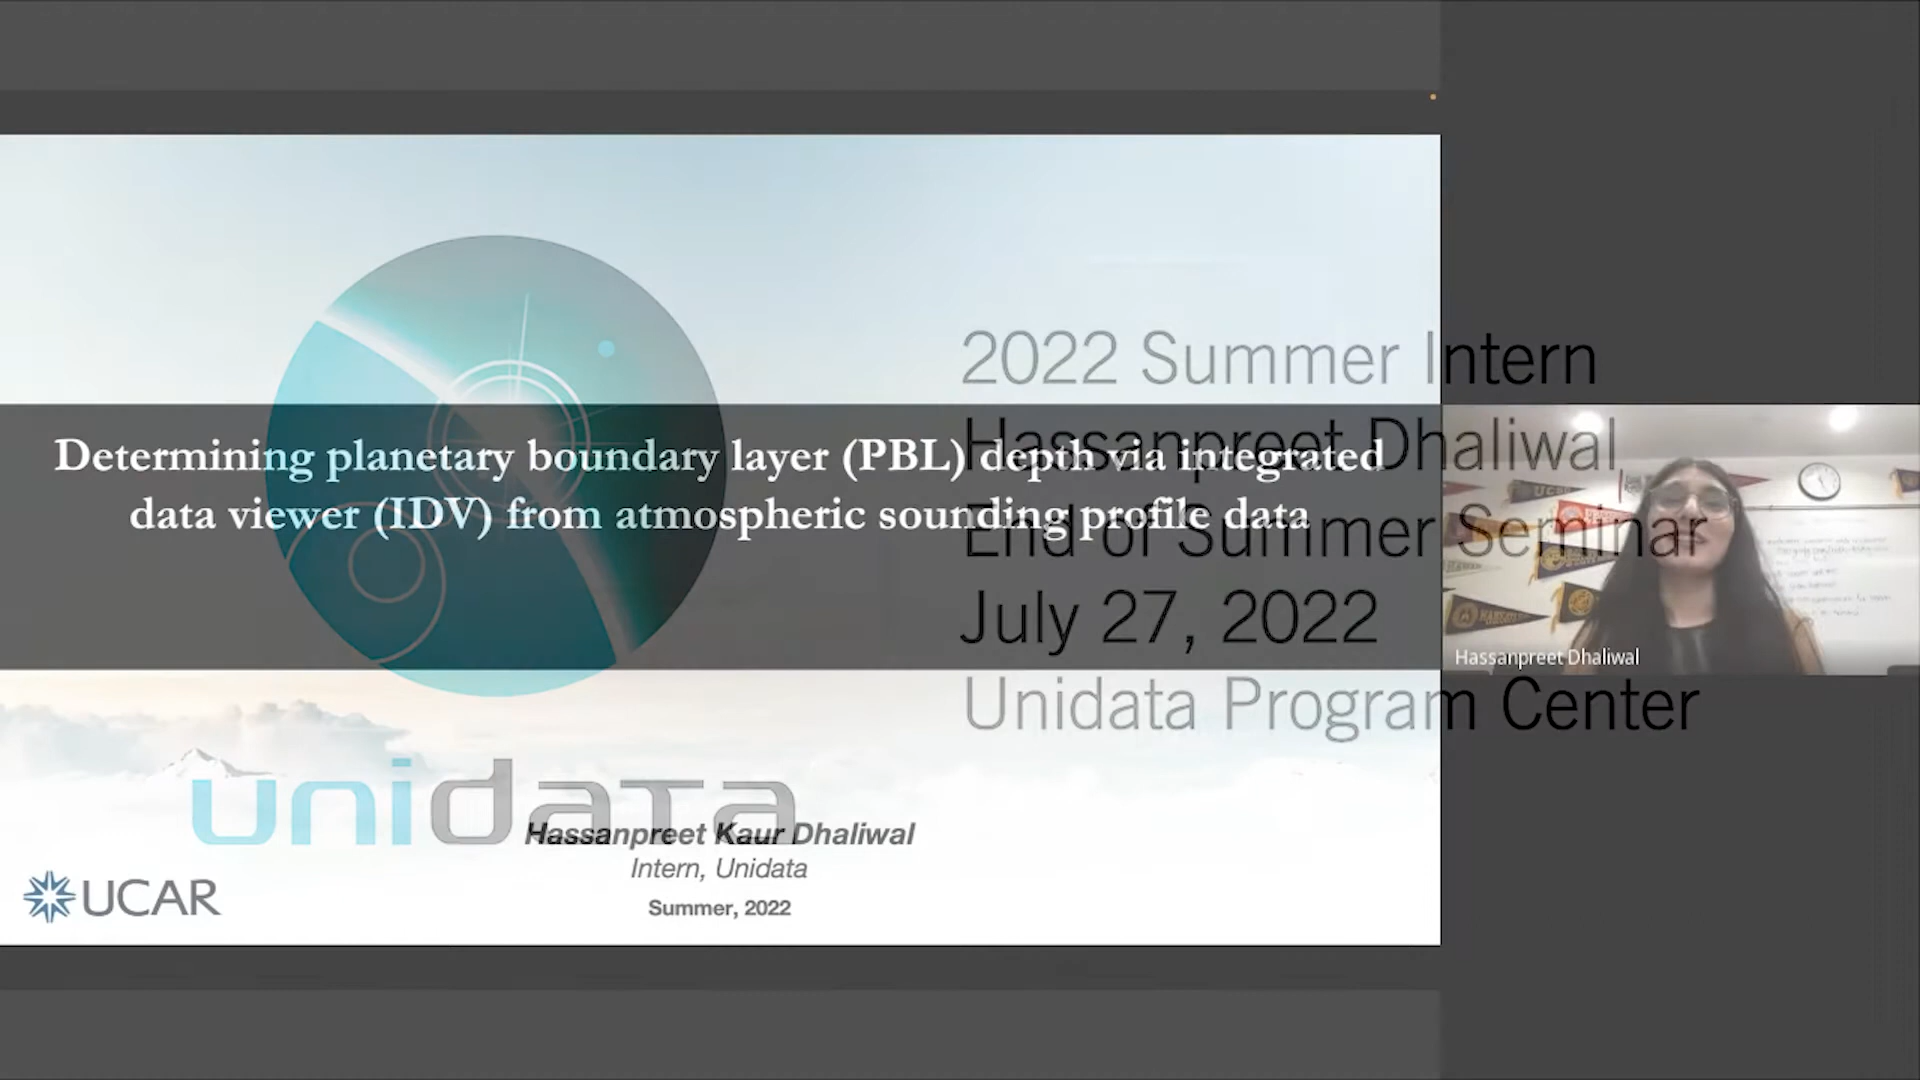 2022 Summer Intern
Hassanpreet Dhaliwal
End of Summer Seminar
July 27, 2022
Unidata Program Center
Determining planetary boundary layer (PBL) depth via integrated
data viewer (IDV) from atmospheric sounding profile data
Hassanpreet Dhaliwal
unidata
Hassanpreet Kaur Dhaliwal
Intern, Unidata
Summer, 2022
UCAR